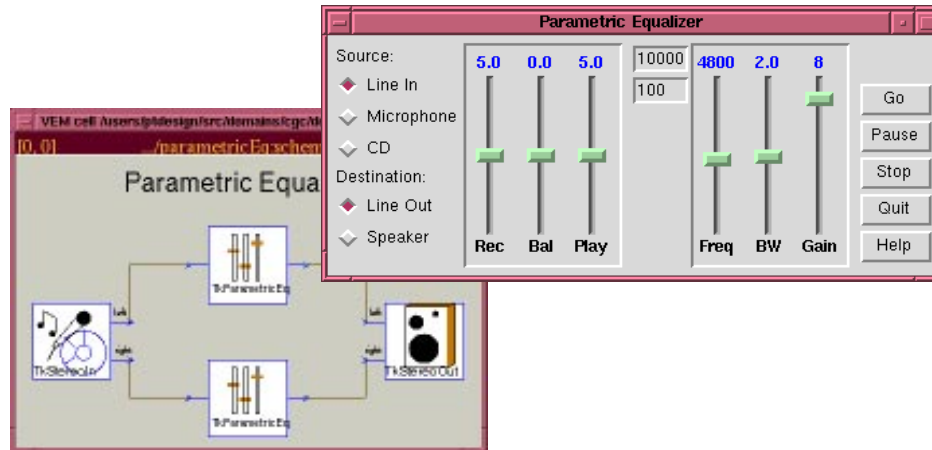 Parametric Equalizer
Source:
Line In
Microphone
CD
Destination:
Line Out
Speaker
5.0 0.0 5.0
Rec Bal Play
10000
100
4800 2.0 8
Freq BW Gain
Go
Pause
Stop
Quit
Help
VEM cell /users/ptdesign/src/domains/cgc/d
[0, 0] .../parametricEq:schem
Parametric Equa
TkParametricEq
left
right
TkStereoIn
left
right
TkStereoOut
TkParametricEq